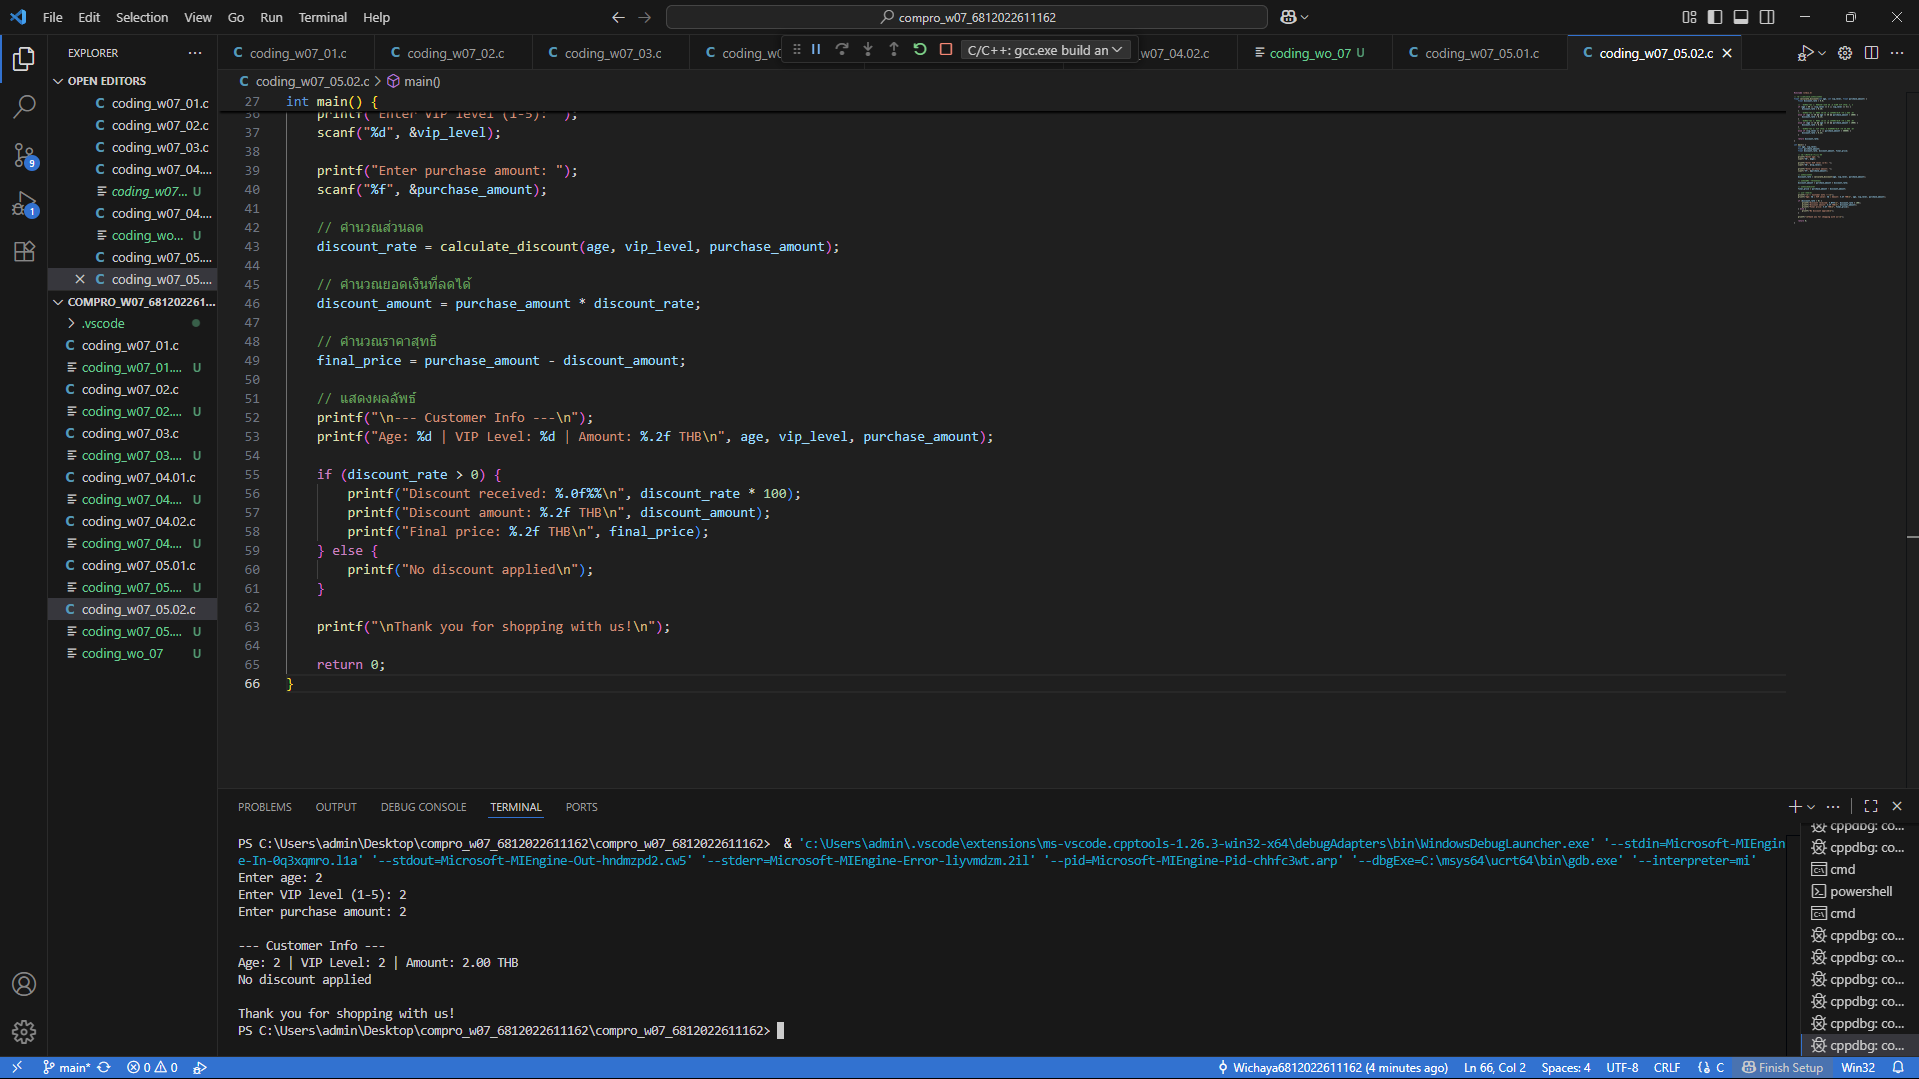 File Edit Selection View Go Run Terminal Help
compro_w07_6812022611162
EXPLORER
OPEN EDITORS
coding_w07_01.c
coding_w07_02.c
coding_w07_03.c
coding_w07_04....
coding_w07... U
coding_w07_04....
coding_wo... U
coding_w07_05....
coding_w07_05....
COMPRO_W07_681202261...
.vscode
coding_w07_01.c
coding_w07_01.... U
coding_w07_02.c
coding_w07_02.... U
coding_w07_03.c
coding_w07_03.... U
coding_w07_04.01.c
coding_w07_04.... U
coding_w07_04.02.c
coding_w07_04.... U
coding_w07_05.01.c
coding_w07_05.... U
coding_w07_05.02.c
coding_w07_05.... U
coding_wo_07 U
9
1
C coding_w07_01.c C coding_w07_02.c C coding_w07_03.c C coding_w0 C/C++: gcc.exe build an w07_04.02.c coding_wo_07 U C coding_w07_05.01.c C coding_w07_05.02.c
C coding_w07_05.02.c > main()
27 int main() {
36 printf("Enter VIP level (1-5): ");
37 scanf("%d", &vip_level);
38
39 printf("Enter purchase amount: ");
40 scanf("%f", &purchase_amount);
41
42 // คำนวณส่วนลด
43 discount_rate = calculate_discount(age, vip_level, purchase_amount);
44
45 // คำนวณยอดเงินที่ลดได้
46 discount_amount = purchase_amount * discount_rate;
47
48 // คำนวณราคาสุทธิ
49 final_price = purchase_amount - discount_amount;
50
51 // แสดงผลลัพธ์
52 printf("\n--- Customer Info ---\n");
53 printf("Age: %d | VIP Level: %d | Amount: %.2f THB\n", age, vip_level, purchase_amount);
54
55 if (discount_rate > 0) {
56 printf("Discount received: %.0f%%\n", discount_rate * 100);
57 printf("Discount amount: %.2f THB\n", discount_amount);
58 printf("Final price: %.2f THB\n", final_price);
59 } else {
60 printf("No discount applied\n");
61 }
62
63 printf("\nThank you for shopping with us!\n");
64
65 return 0;
66 }
PROBLEMS OUTPUT DEBUG CONSOLE TERMINAL PORTS
PS C:\Users\admin\Desktop\compro_w07_6812022611162\compro_w07_6812022611162> & 'c:\Users\admin\.vscode\extensions\ms-vscode.cpptools-1.26.3-win32-x64\debugAdapters\bin\WindowsDebugLauncher.exe' '--stdin=Microsoft-MIEngin
e-In-0q3xqmro.l1a' '--stdout=Microsoft-MIEngine-Out-hndmzpd2.cw5' '--stderr=Microsoft-MIEngine-Error-liyvmdzm.2il' '--pid=Microsoft-MIEngine-Pid-chhfc3wt.arp' '--dbgExe=C:\msys64\ucrt64\bin\gdb.exe' '--interpreter=mi'
Enter age: 2
Enter VIP level (1-5): 2
Enter purchase amount: 2
--- Customer Info ---
Age: 2 | VIP Level: 2 | Amount: 2.00 THB
No discount applied
Thank you for shopping with us!
PS C:\Users\admin\Desktop\compro_w07_6812022611162\compro_w07_6812022611162>
cppdbg: co...
cppdbg: co...
cmd
powershell
cmd
cppdbg: co...
cppdbg: co...
cppdbg: co...
cppdbg: co...
cppdbg: co...
cppdbg: co...
main* 0 0 Wichaya6812022611162 (4 minutes ago) Ln 66, Col 2 Spaces: 4 UTF-8 CRLF {} C Finish Setup Win32